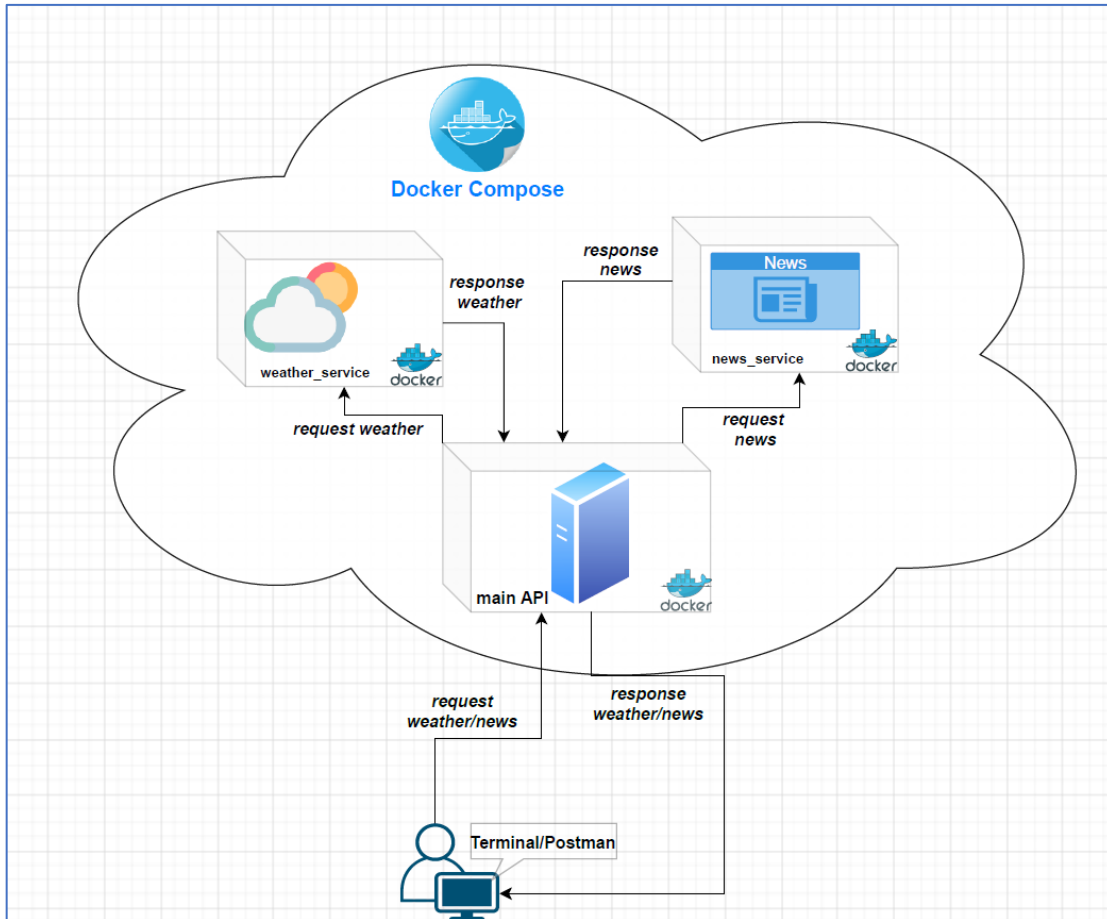 Docker Compose
response
news
News
response
weather
weather_service
docker
news_service
docker
request weather
request
news
main API
docker
request
weather/news
response
weather/news
Terminal/Postman